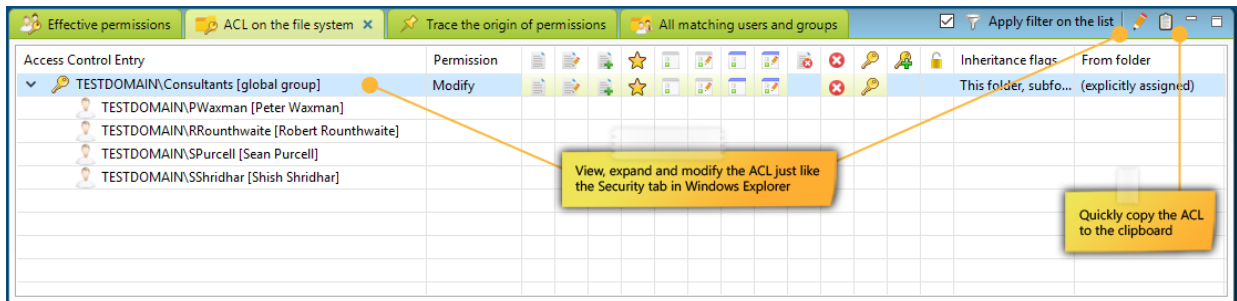 Effective permissions
ACL on the file system
Trace the origin of permissions
All matching users and groups
Apply filter on the list
Access Control Entry Permission Inheritance flags From folder
TESTDOMAIN\Consultants [global group] Modify This folder, subfo... (explicitly assigned)
TESTDOMAIN\PWaxman [Peter Waxman]
TESTDOMAIN\RRounthwaite [Robert Rounthwaite]
TESTDOMAIN\SPurcell [Sean Purcell]
TESTDOMAIN\SShridhar [Shish Shridhar]
View, expand and modify the ACL just like
the Security tab in Windows Explorer
Quickly copy the ACL
to the clipboard